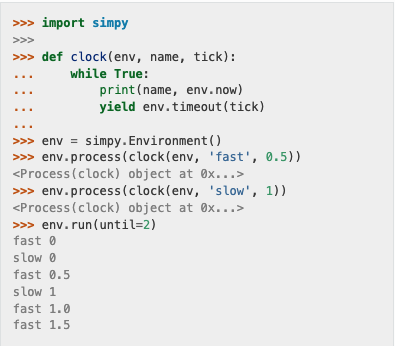 >>> import simpy
>>>
>>> def clock(env, name, tick):
...     while True:
...         print(name, env.now)
...         yield env.timeout(tick)
...
>>> env = simpy.Environment()
>>> env.process(clock(env, 'fast', 0.5))
<Process(clock) object at 0x...>
>>> env.process(clock(env, 'slow', 1))
<Process(clock) object at 0x...>
>>> env.run(until=2)
fast 0
slow 0
fast 0.5
slow 1
fast 1.0
fast 1.5